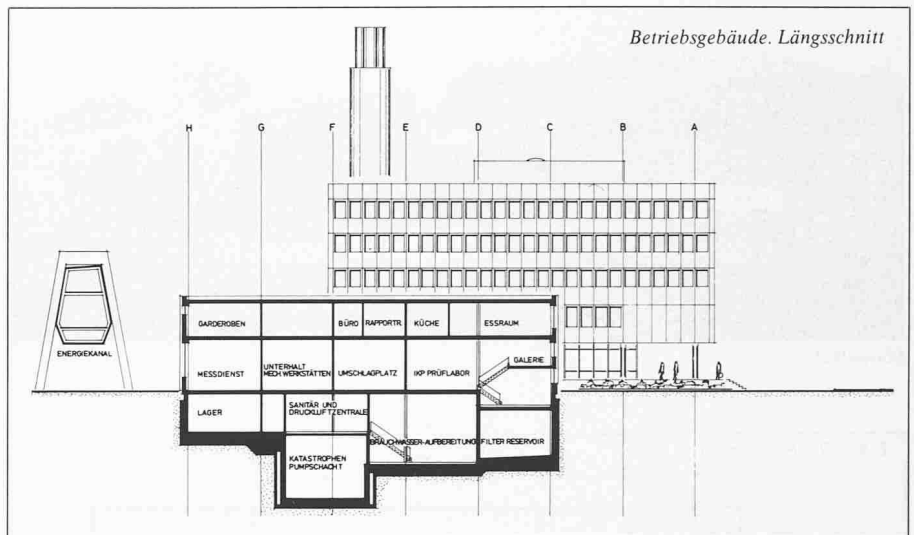 Betriebsgebäude. Längsschnitt
H G F E D C B A
GARDEROBEN
BÜRO
RAPPORTR.
KÜCHE
ESSRAUM
ENERGIEKANAL
MESSDIENST
UNTERHALT
MECH. WERKSTÄTTEN
UMSCHLAGPLATZ
IKP PRÜFLABOR
GALERIE
LAGER
SANITÄR UND
DRUCKLUFTZENTRALE
BRAUCHWASSER-AUFBEREITUNG
FILTER RESERVOIR
KATASTROPHEN
PUMPSCHACHT